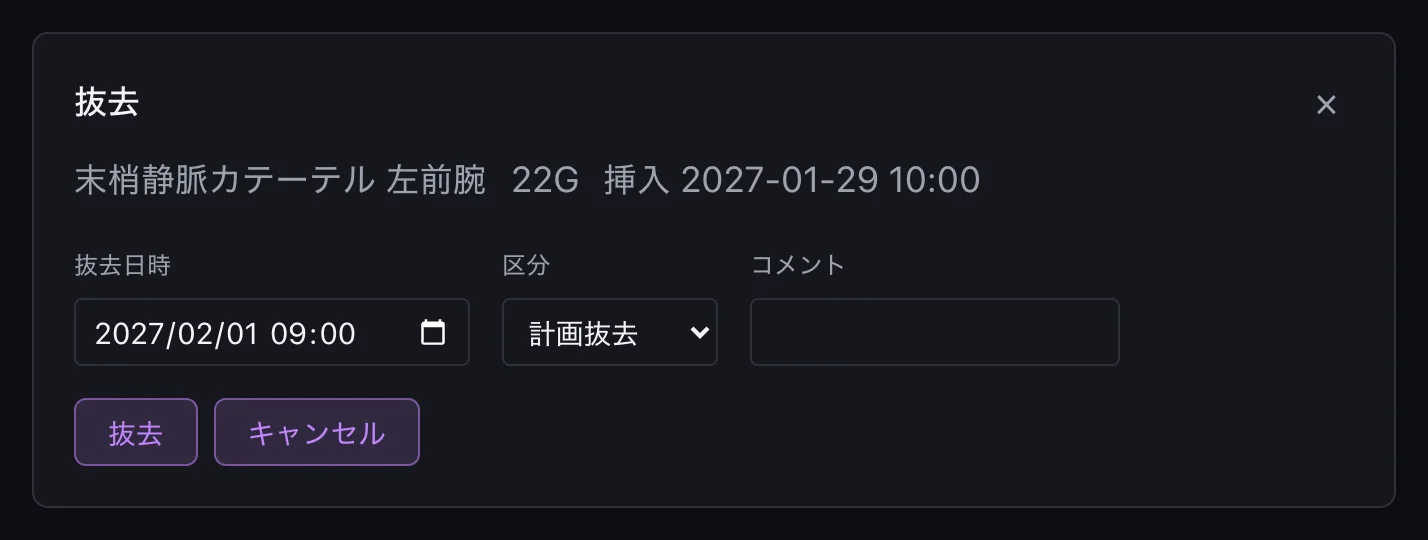 抜去
×
末梢静脈カテーテル 左前腕 22G 挿入 2027-01-29 10:00
抜去日時 区分 コメント
2027/02/01 09:00 計画抜去
抜去 キャンセル